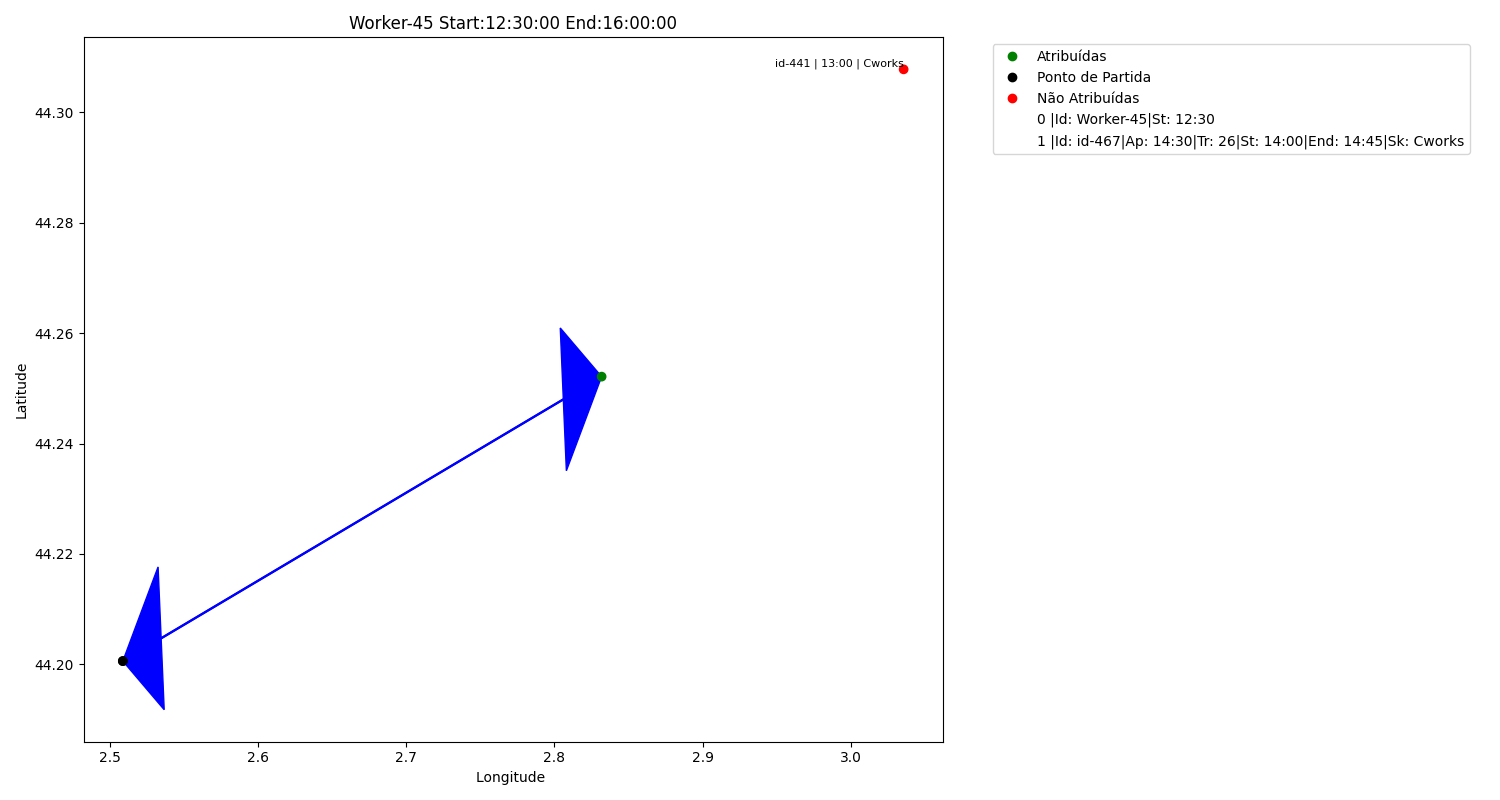 Worker-45 Start:12:30:00 End:16:00:00
id-441 | 13:00 | Cworks
44.30
44.28
44.26
44.24
44.22
44.20
Latitude
2.5
2.6
2.7
2.8
2.9
3.0
Longitude
Atribuídas
Ponto de Partida
Não Atribuídas
0 |Id: Worker-45|St: 12:30
1 |Id: id-467|Ap: 14:30|Tr: 26|St: 14:00|End: 14:45|Sk: Cworks